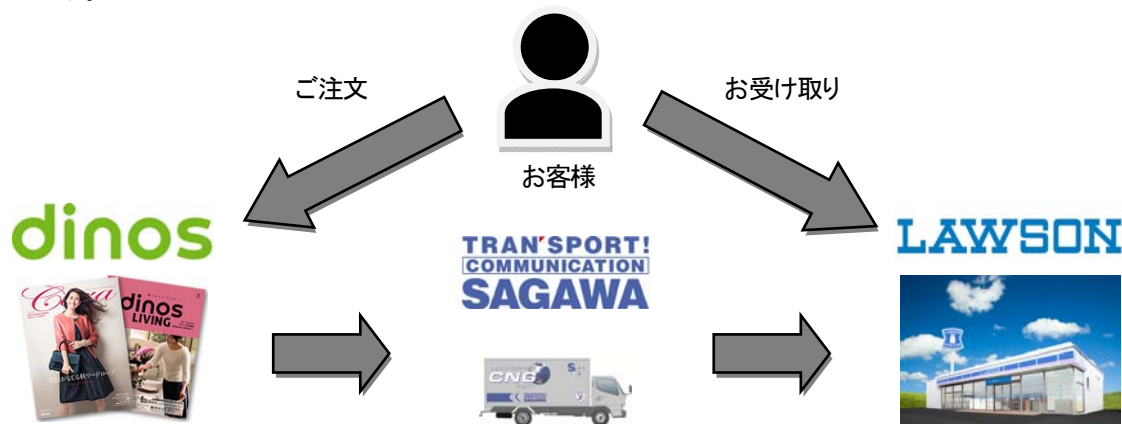 ご注文
お受け取り
お客様
dinos
LAWSON
TRAN'SPORT!
COMMUNICATION
SAGAWA
dinos
LIVING
CNG
SAGAWA